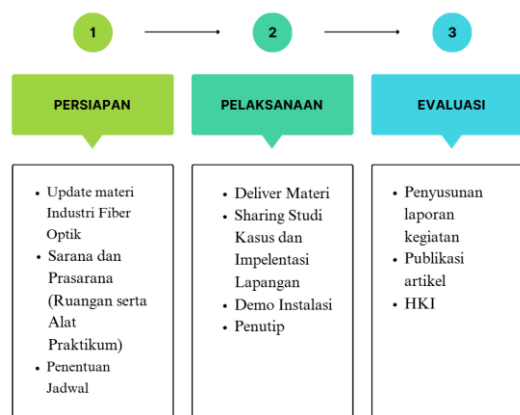 1
2
3
PERSIAPAN
PELAKSANAAN
EVALUASI
• Update materi
Industri Fiber
Optik
• Sarana dan
Prasarana
(Ruangan serta
Alat
Praktikum)
• Penentuan
Jadwal
• Deliver Materi
• Sharing Studi
Kasus dan
Impelentasi
Lapangan
• Demo Instalasi
• Penutip
• Penyusunan
laporan
kegiatan
• Publikasi
artikel
• HKI